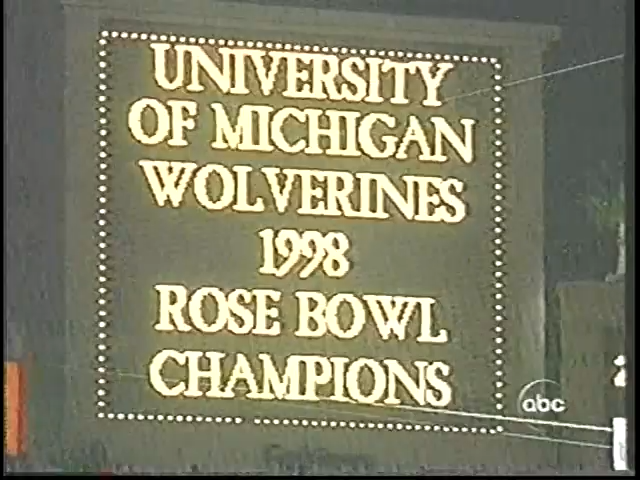 UNIVERSITY
OF MICHIGAN
WOLVERINES
1998
ROSE BOWL
CHAMPIONS
abc